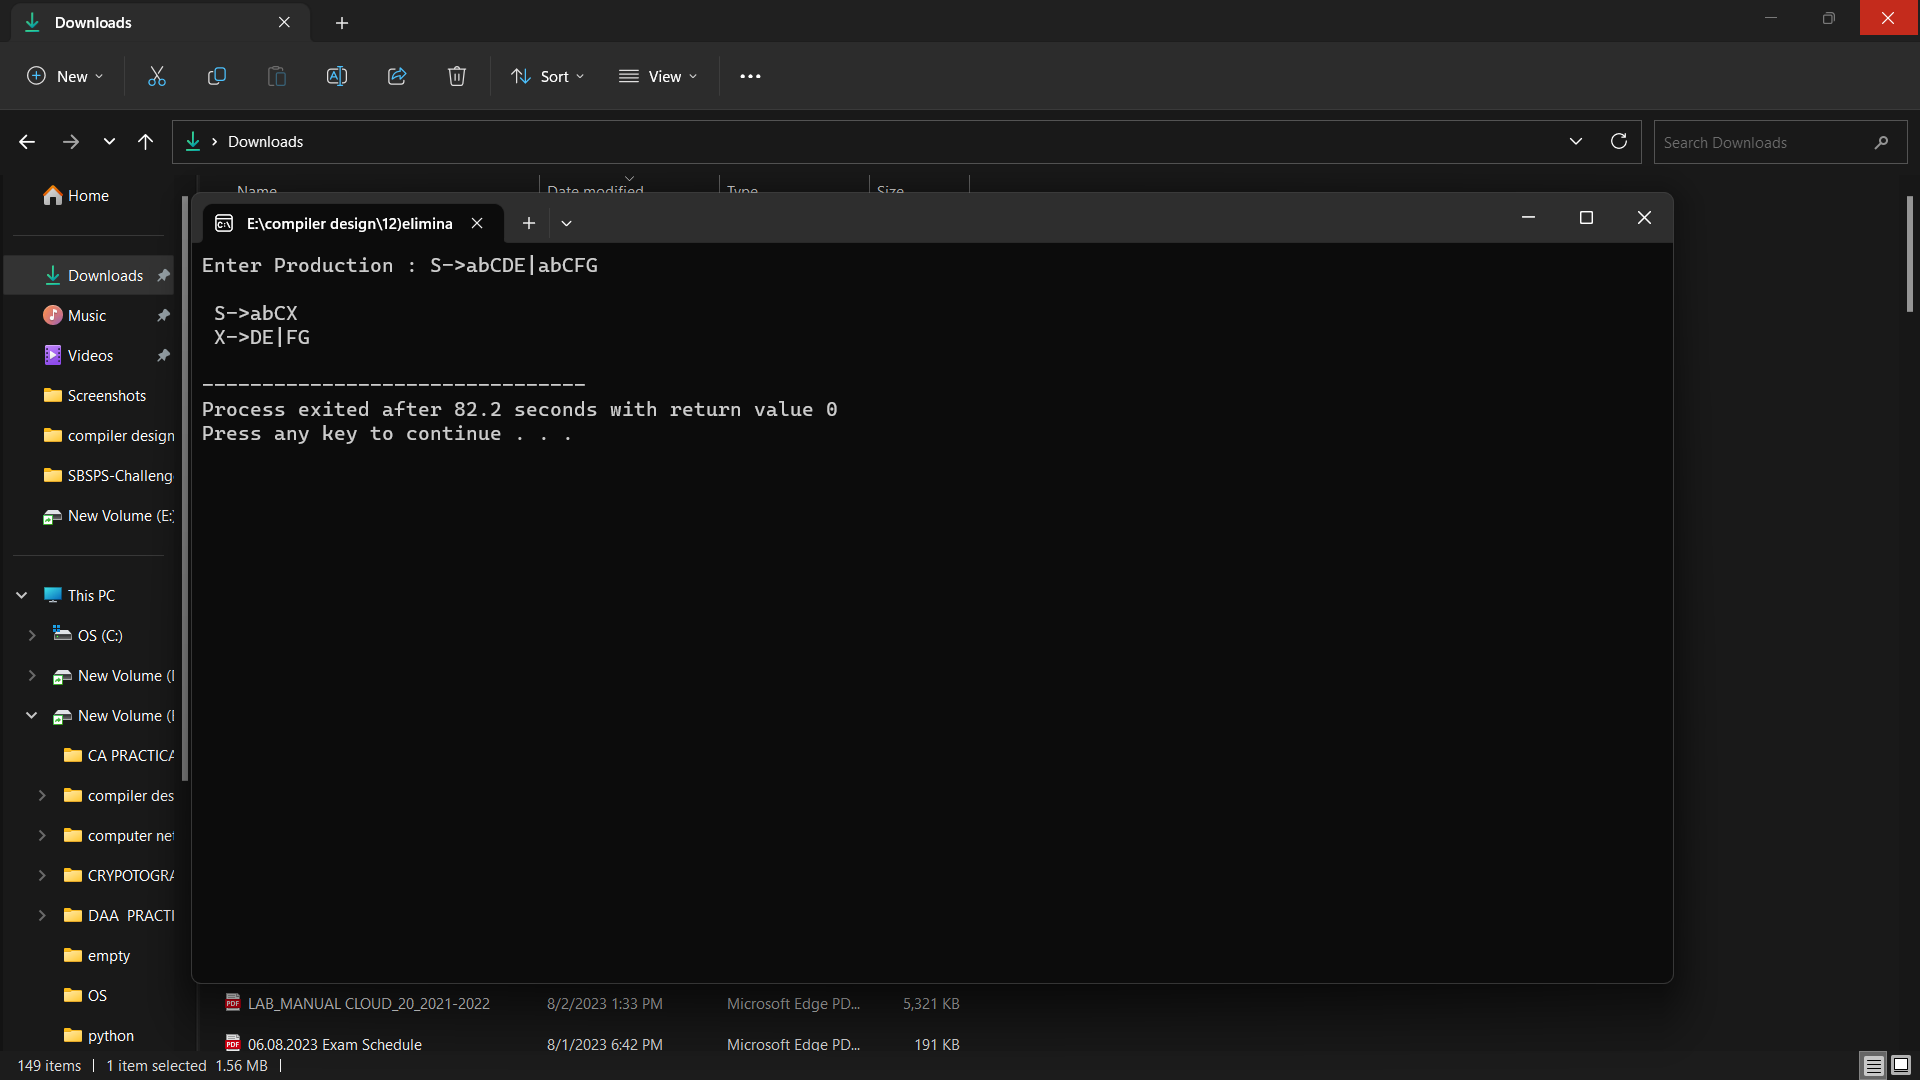 Downloads
New
Sort
View
Downloads
Search Downloads
Name Date modified Type Size
Home
Downloads
Music
Videos
Screenshots
compiler design
SBSPS-Challeng
New Volume (E:
This PC
OS (C:)
New Volume (
New Volume (
CA PRACTICA
compiler des
computer net
CRYPOTOGRA
DAA PRACTI
empty
OS
python
E:\compiler design\12)elimina
Enter Production : S->abCDE|abCFG
S->abCX
X->DE|FG
--------------------------------
Process exited after 82.2 seconds with return value 0
Press any key to continue . . .
LAB_MANUAL CLOUD_20_2021-2022 8/2/2023 1:33 PM Microsoft Edge PD... 5,321 KB
06.08.2023 Exam Schedule 8/1/2023 6:42 PM Microsoft Edge PD... 191 KB
149 items 1 item selected 1.56 MB